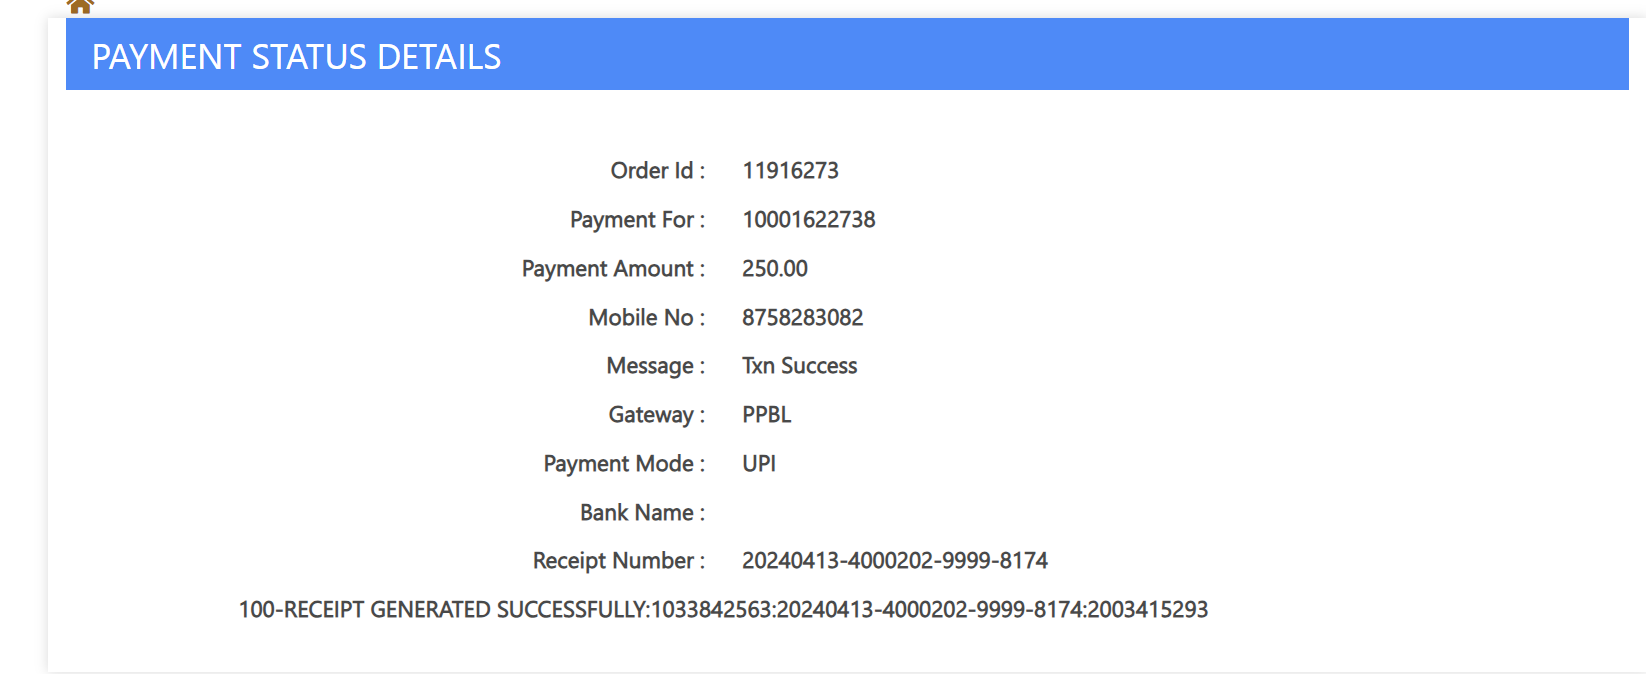 PAYMENT STATUS DETAILS
Order Id : 11916273
Payment For : 10001622738
Payment Amount : 250.00
Mobile No : 8758283082
Message : Txn Success
Gateway : PPBL
Payment Mode : UPI
Bank Name :
Receipt Number : 20240413-4000202-9999-8174
100-RECEIPT GENERATED SUCCESSFULLY:1033842563:20240413-4000202-9999-8174:2003415293